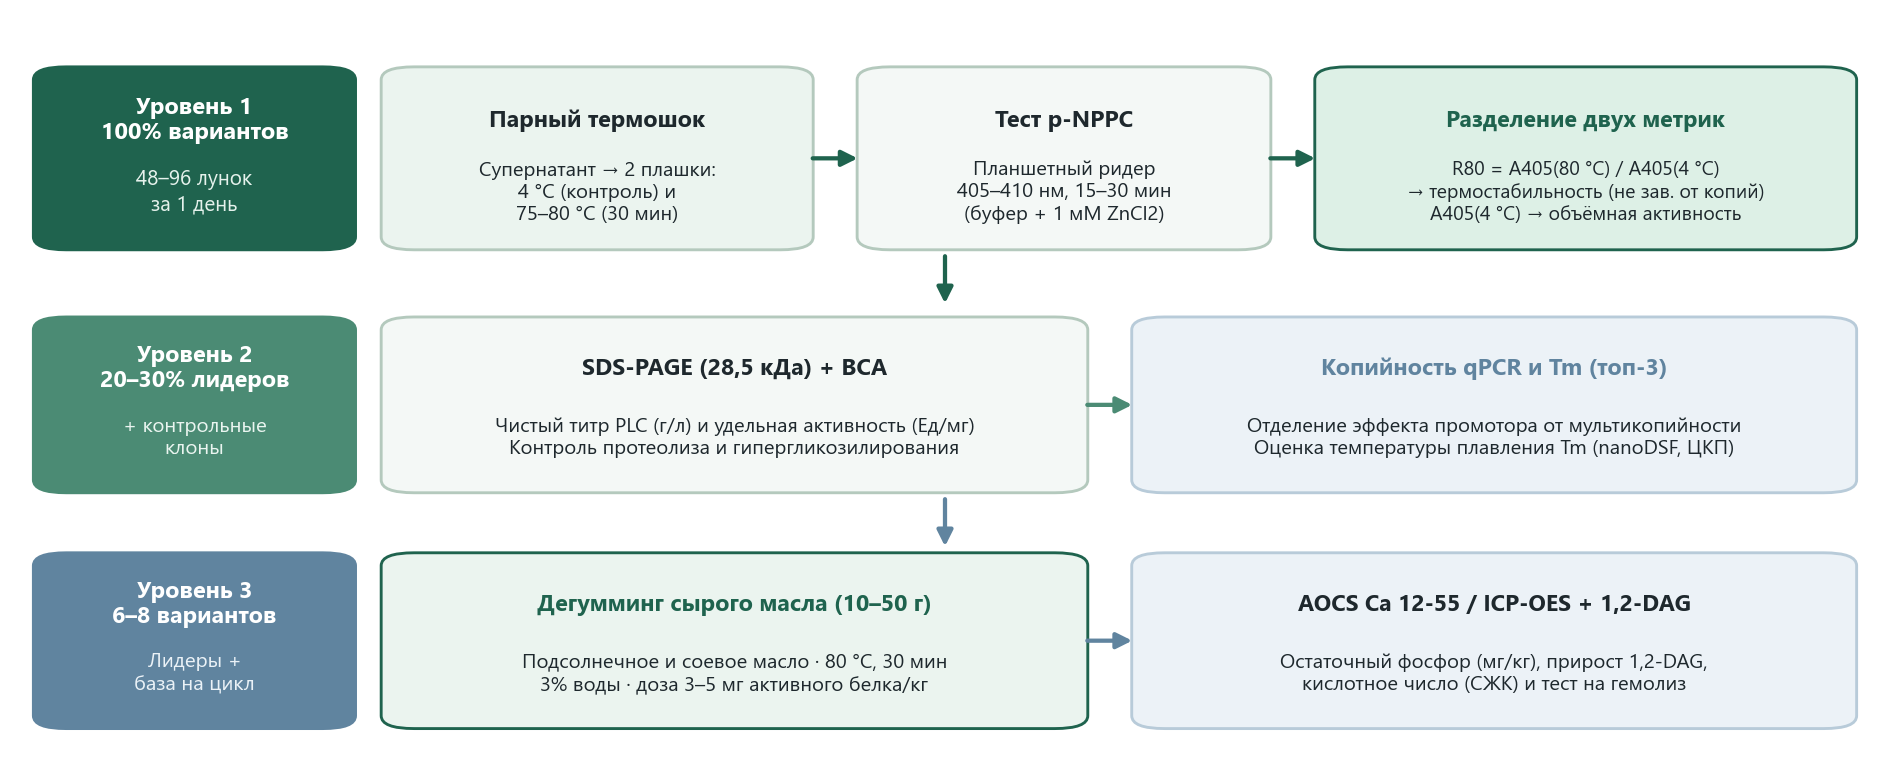 Уровень 1
100% вариантов
48–96 лунок
за 1 день
Парный термошок
Супернатант → 2 плашки:
4 °C (контроль) и
75–80 °C (30 мин)
Тест p-NPPC
Планшетный ридер
405–410 нм, 15–30 мин
(буфер + 1 мМ ZnCl2)
Разделение двух метрик
R80 = A405(80 °C) / A405(4 °C)
→ термостабильность (не зав. от копий)
A405(4 °C) → объёмная активность
Уровень 2
20–30% лидеров
+ контрольные
клоны
SDS-PAGE (28,5 кДа) + BCA
Чистый титр PLC (г/л) и удельная активность (Ед/мг)
Контроль протеолиза и гипергликозилирования
Копийность qPCR и Tm (топ-3)
Отделение эффекта промотора от мультикопийности
Оценка температуры плавления Tm (nanoDSF, ЦКП)
Уровень 3
6–8 вариантов
Лидеры +
база на цикл
Дегумминг сырого масла (10–50 г)
Подсолнечное и соевое масло · 80 °C, 30 мин
3% воды · доза 3–5 мг активного белка/кг
AOCS Ca 12-55 / ICP-OES + 1,2-DAG
Остаточный фосфор (мг/кг), прирост 1,2-DAG,
кислотное число (СЖК) и тест на гемолиз